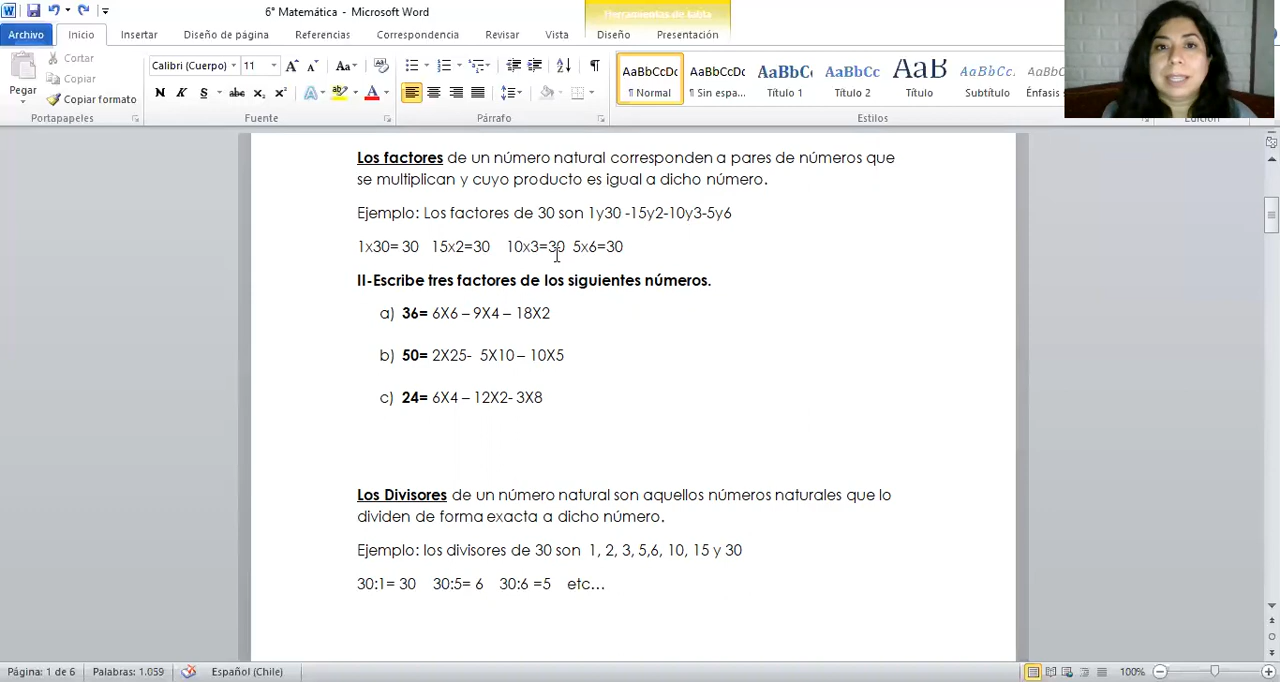 6° Matemática - Microsoft Word
Herramientas de tabla
Archivo Inicio Insertar Diseño de página Referencias Correspondencia Revisar Vista Diseño Presentación
Cortar
Copiar
Copiar formato
Pegar
Portapapeles
Calibri (Cuerpo) 11
N K S abc x₂ x²
Fuente
Párrafo
AaBbCcDc AaBbCcDc AaBbC AaBbCc AaB AaBbCc. AaBbCc
¶ Normal ¶ Sin espa... Título 1 Título 2 Título Subtítulo Énfasis
Estilos
Edición
Los factores de un número natural corresponden a pares de números que
se multiplican y cuyo producto es igual a dicho número.
Ejemplo: Los factores de 30 son 1y30 -15y2-10y3-5y6
1x30= 30 15x2=30 10x3=30 5x6=30
II-Escribe tres factores de los siguientes números.
a) 36= 6X6 – 9X4 – 18X2
b) 50= 2X25- 5X10 – 10X5
c) 24= 6X4 – 12X2- 3X8
Los Divisores de un número natural son aquellos números naturales que lo
dividen de forma exacta a dicho número.
Ejemplo: los divisores de 30 son 1, 2, 3, 5,6, 10, 15 y 30
30:1= 30 30:5= 6 30:6 =5 etc...
Página: 1 de 6 Palabras: 1.059 Español (Chile) 100%